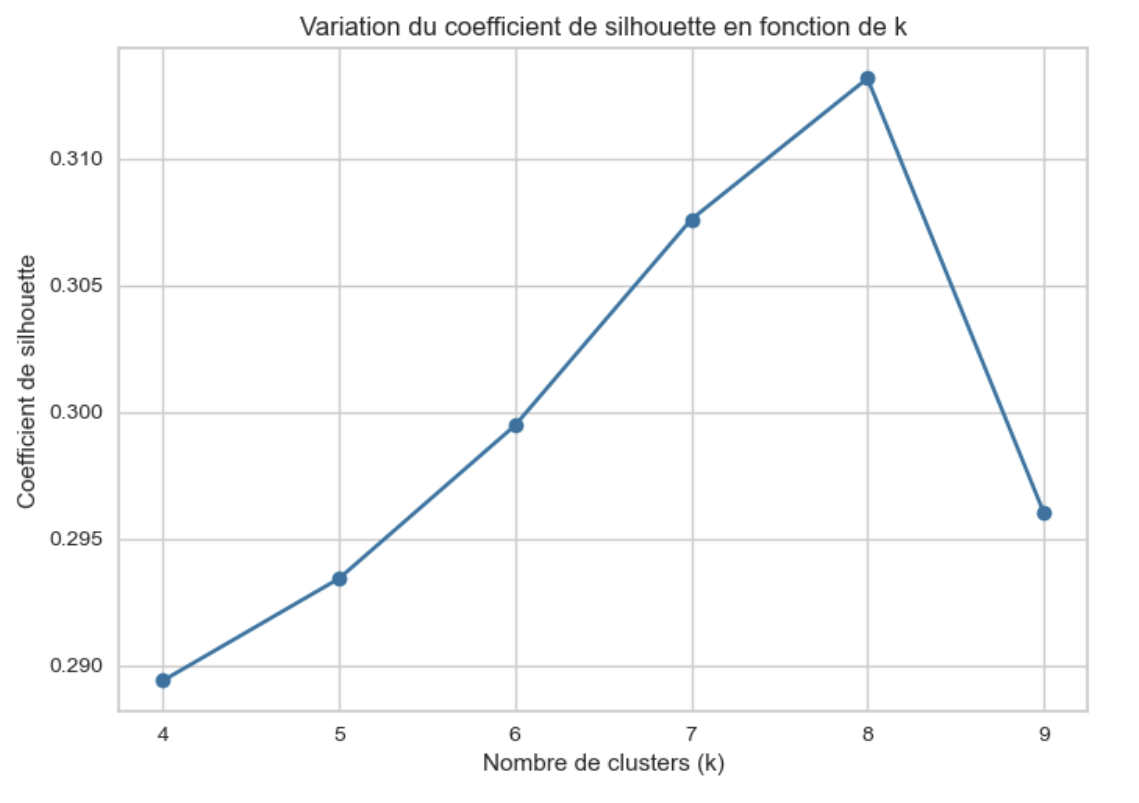 Variation du coefficient de silhouette en fonction de k
Coefficient de silhouette
0.310
0.305
0.300
0.295
0.290
4 5 6 7 8 9
Nombre de clusters (k)